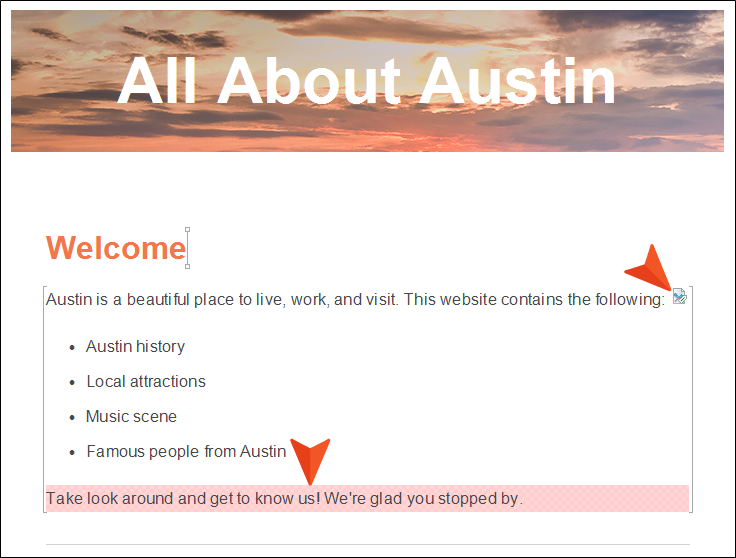 All About Austin
Welcome
Austin is a beautiful place to live, work, and visit. This website contains the following:
• Austin history
• Local attractions
• Music scene
• Famous people from Austin
Take look around and get to know us! We're glad you stopped by.